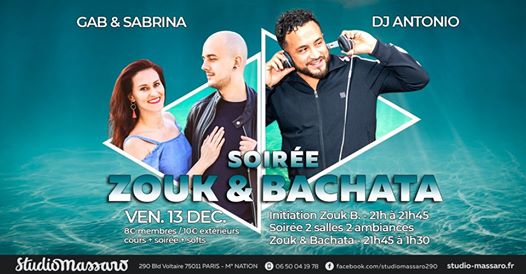 GAB & SABRINA
DJ ANTONIO
SOIRÉE
ZOUK & BACHATA
VEN. 13 DEC.
8€ membres / 10€ extérieurs
cours + soirée + softs
Initiation Zouk B. - 21h à 21h45
Soirée 2 salles 2 ambiances
Zouk & Bachata - 21h45 à 1h30
Studio Massaro
290 Bld Voltaire 75011 PARIS - M° NATION
06 50 04 19 78
facebook.com/studiomassaro290
studio-massaro.fr